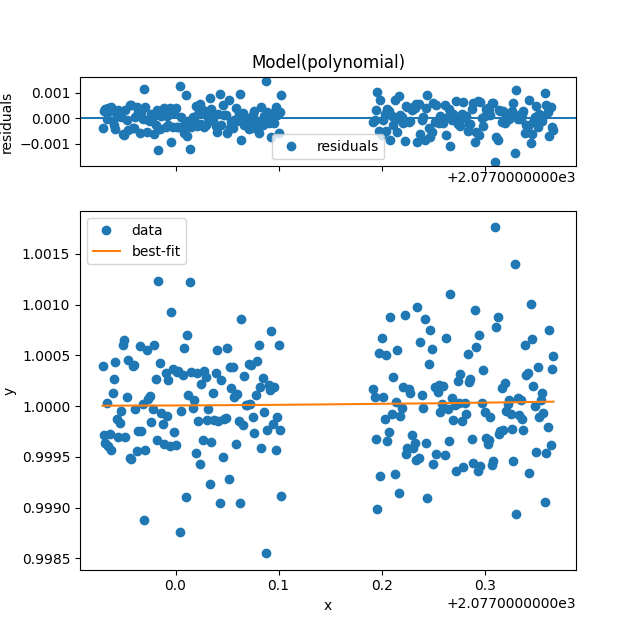 Model(polynomial)
residuals
0.001
0.000
−0.001
residuals
+2.0770000000e3
y
1.0015
1.0010
1.0005
1.0000
0.9995
0.9990
0.9985
data
best-fit
0.0 0.1 0.2 0.3
x
+2.0770000000e3